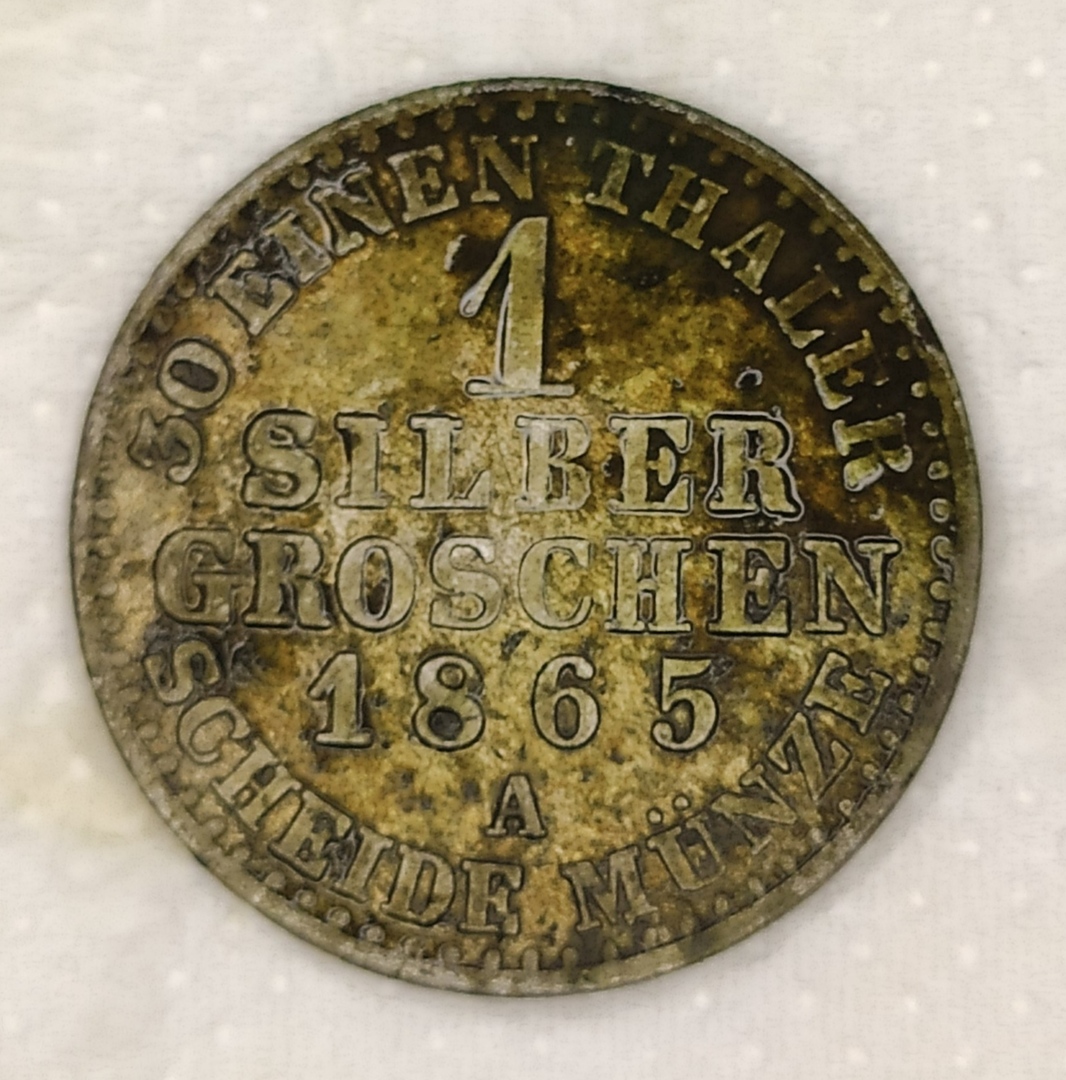 30 EINEN THALER
1
SILBER
GROSCHEN
1865
A
SCHEIDE MÜNZE